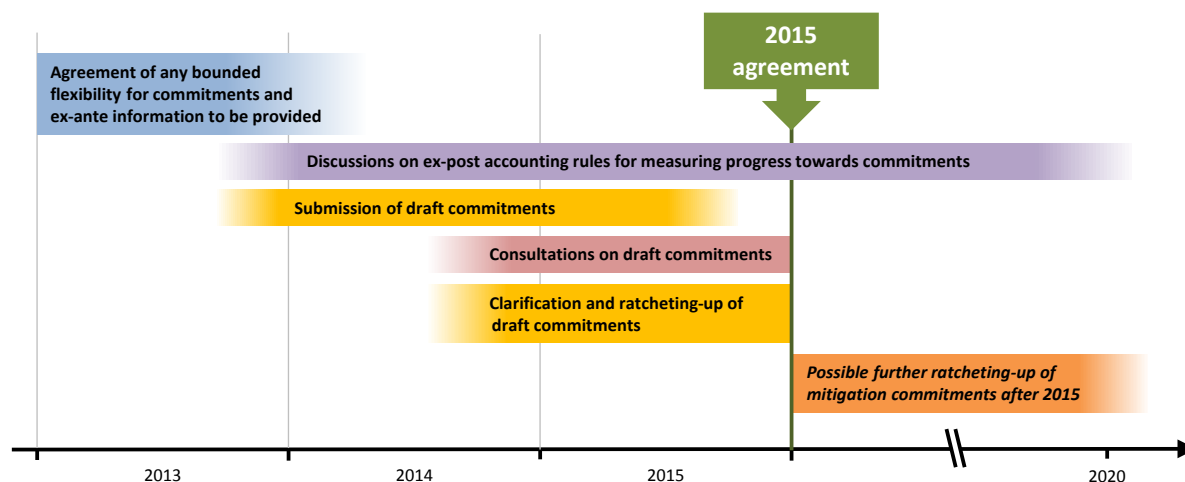 2015
agreement
Agreement of any bounded
flexibility for commitments and
ex-ante information to be provided
Discussions on ex-post accounting rules for measuring progress towards commitments
Submission of draft commitments
Consultations on draft commitments
Clarification and ratcheting-up of
draft commitments
Possible further ratcheting-up of
mitigation commitments after 2015
2013
2014
2015
2020